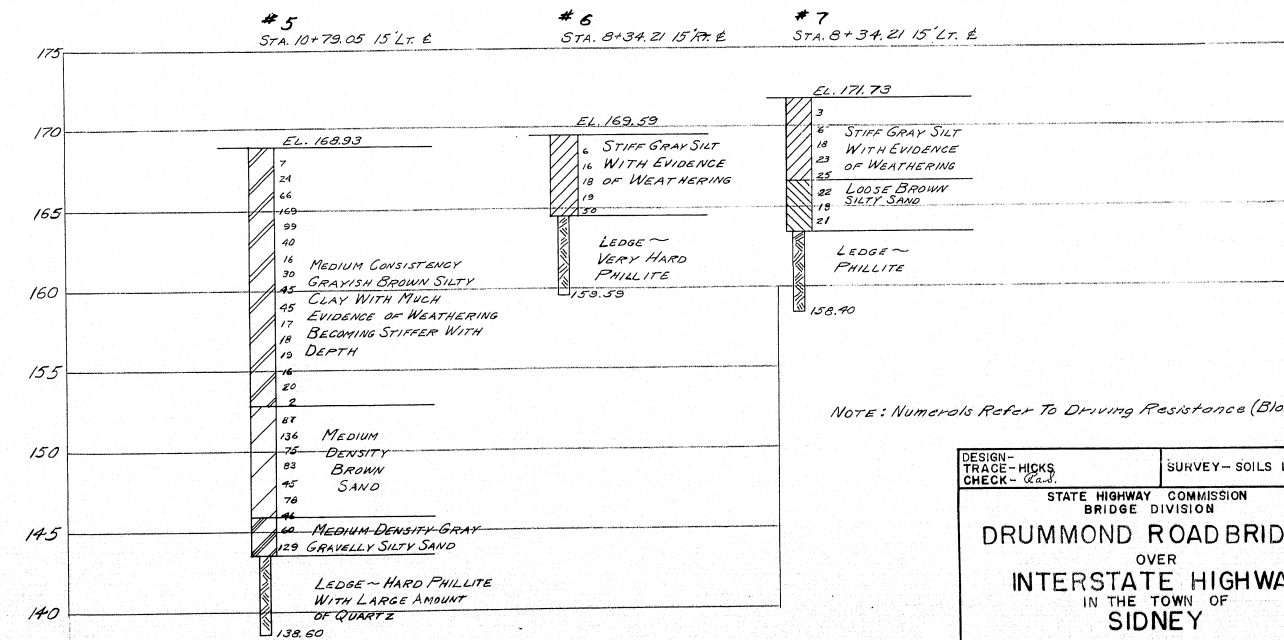 #5
STA. 10+79.05 15' LT. ℄
#6
STA. 8+34.21 15' RT. ℄
#7
STA. 8+34.21 15' LT. ℄
175
170
165
160
155
150
145
140
EL. 168.93
7
24
66
169
99
40
16
30
45
45
17
18
19
16
20
2
MEDIUM CONSISTENCY
GRAYISH BROWN SILTY
CLAY WITH MUCH
EVIDENCE OF WEATHERING
BECOMING STIFFER WITH
DEPTH
87
136
75
83
45
78
46
MEDIUM
DENSITY
BROWN
SAND
60
129
MEDIUM DENSITY GRAY
GRAVELLY SILTY SAND
LEDGE ~ HARD PHILLITE
WITH LARGE AMOUNT
OF QUARTZ
138.60
EL. 169.59
6
16
18
19
50
STIFF GRAY SILT
WITH EVIDENCE
OF WEATHERING
LEDGE ~
VERY HARD
PHILLITE
159.59
EL. 171.73
3
6
18
23
25
STIFF GRAY SILT
WITH EVIDENCE
OF WEATHERING
22
19
21
LOOSE BROWN
SILTY SAND
LEDGE ~
PHILLITE
158.40
NOTE: Numerals Refer To Driving Resistance (Blo
DESIGN-
TRACE-HICKS
CHECK-
SURVEY- SOILS L
STATE HIGHWAY COMMISSION
BRIDGE DIVISION
DRUMMOND ROAD BRID
OVER
INTERSTATE HIGHWA
IN THE TOWN OF
SIDNEY